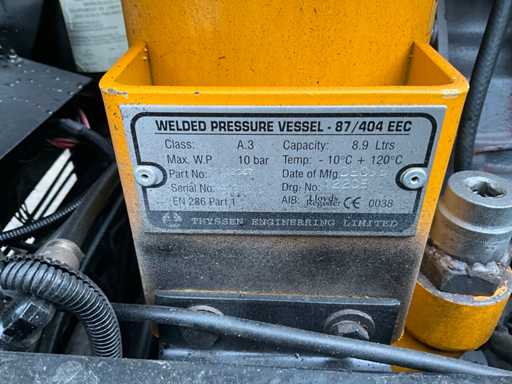 WELDED PRESSURE VESSEL - 87/404 EEC
Class: A.3 Capacity: 8.9 Ltrs
Max. W.P. 10 bar Temp: - 10°C + 120°C
Part No: Date of Mfg
Serial No: Drg. No:
EN 286 Part 1 AIB: Lloyds Register CE 0038
THYSSEN ENGINEERING LIMITED